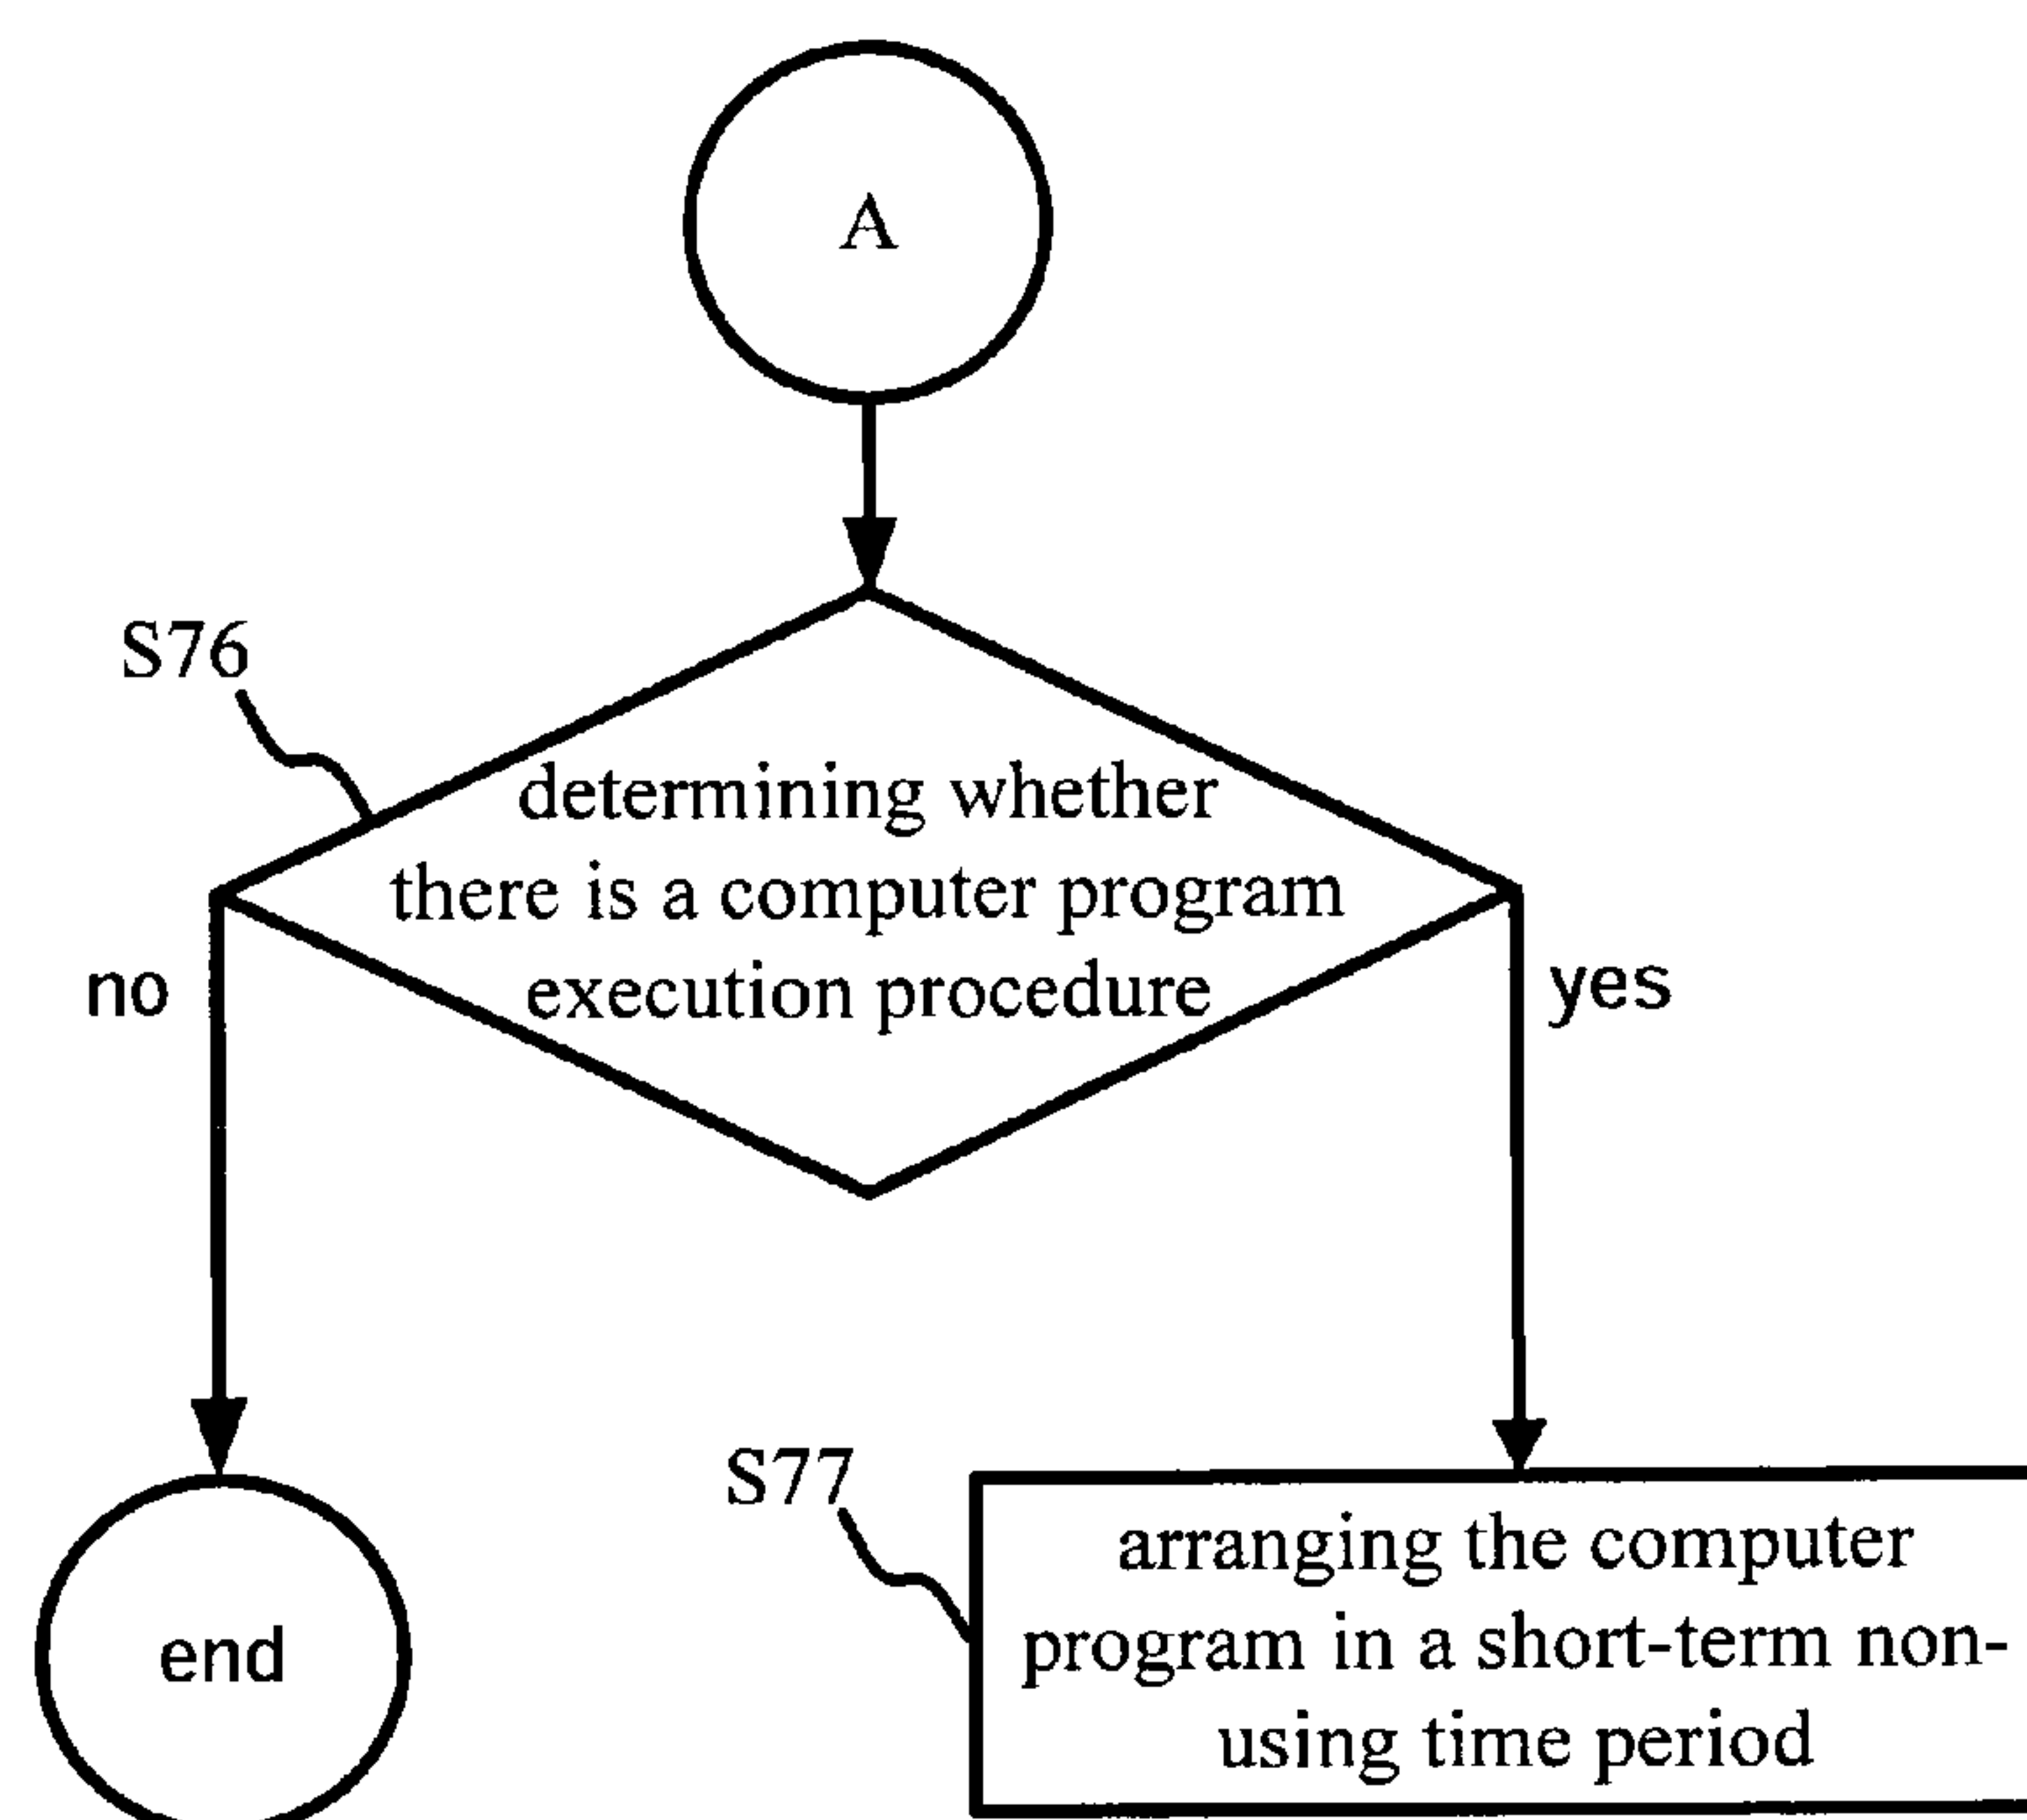 A
S76
determining whether
there is a computer program
execution procedure
no
yes
S77
arranging the computer
program in a short-term non-
using time period
end